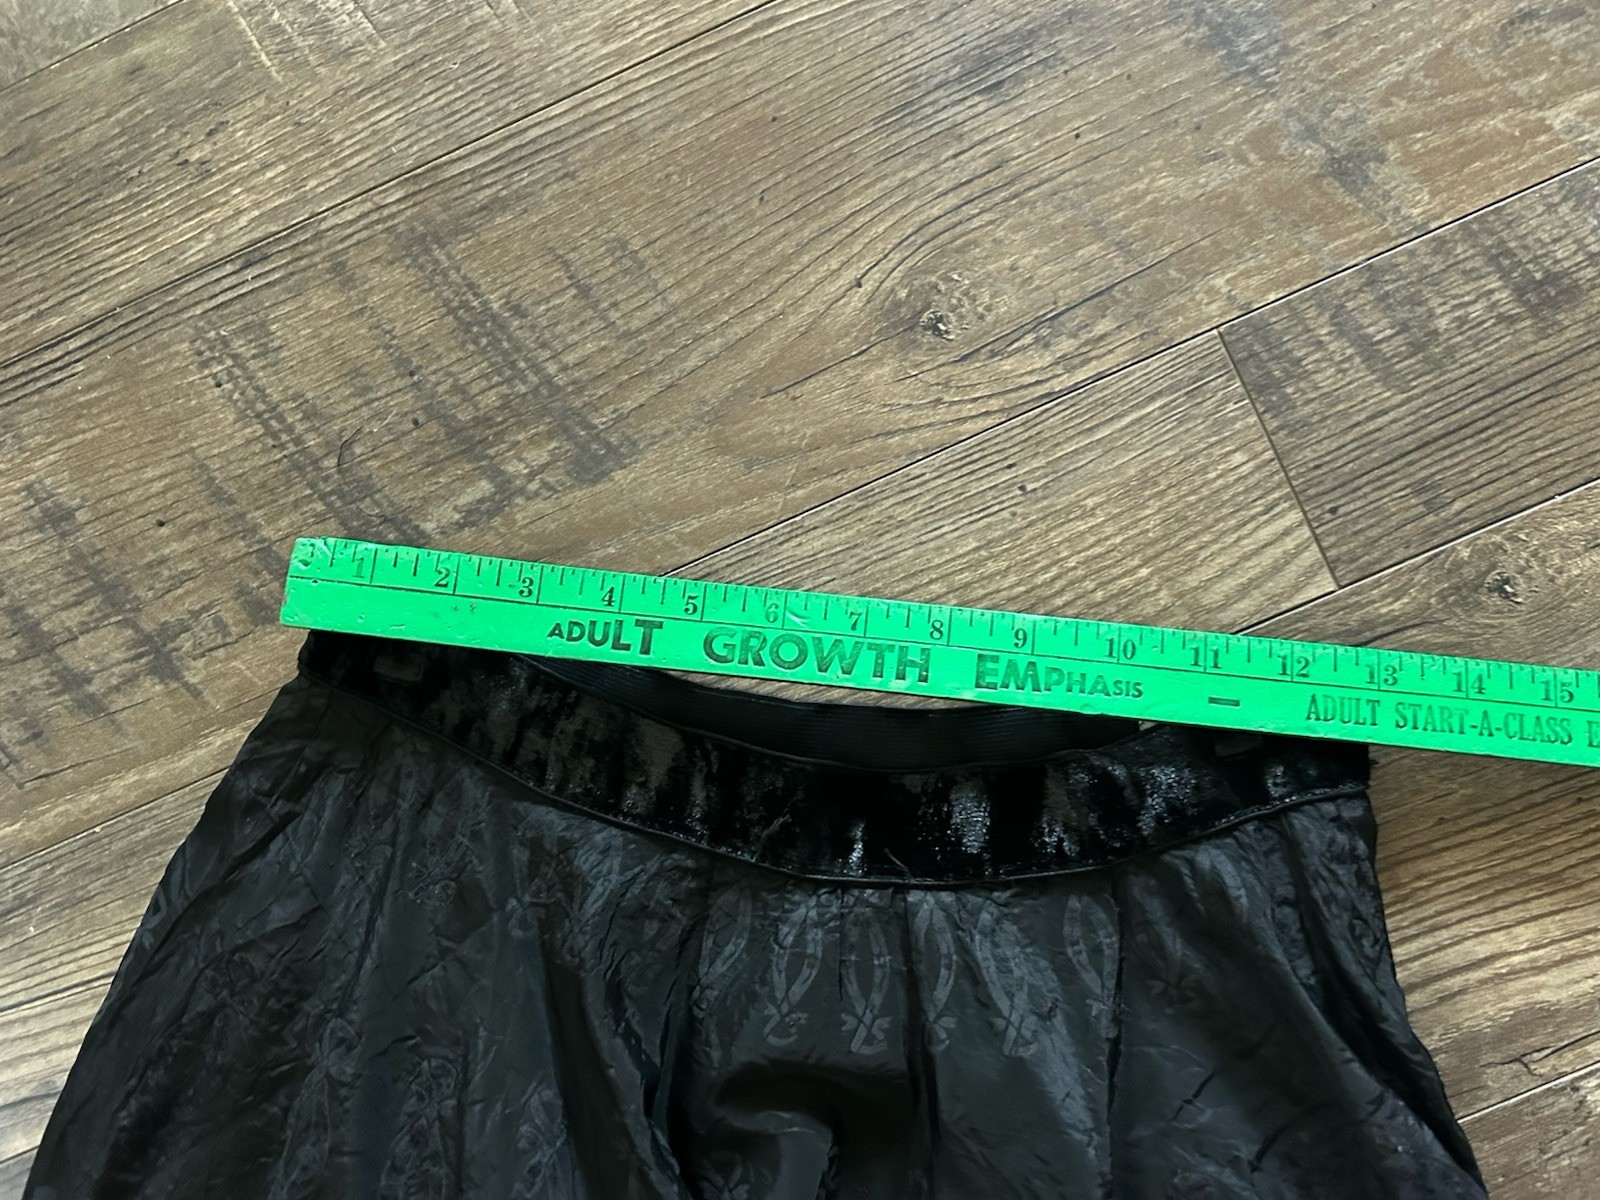 1 2 3 4 5 6 7 8 9 10 11 12 13 14 15
ADULT GROWTH EMPHASIS - ADULT START-A-CLASS E